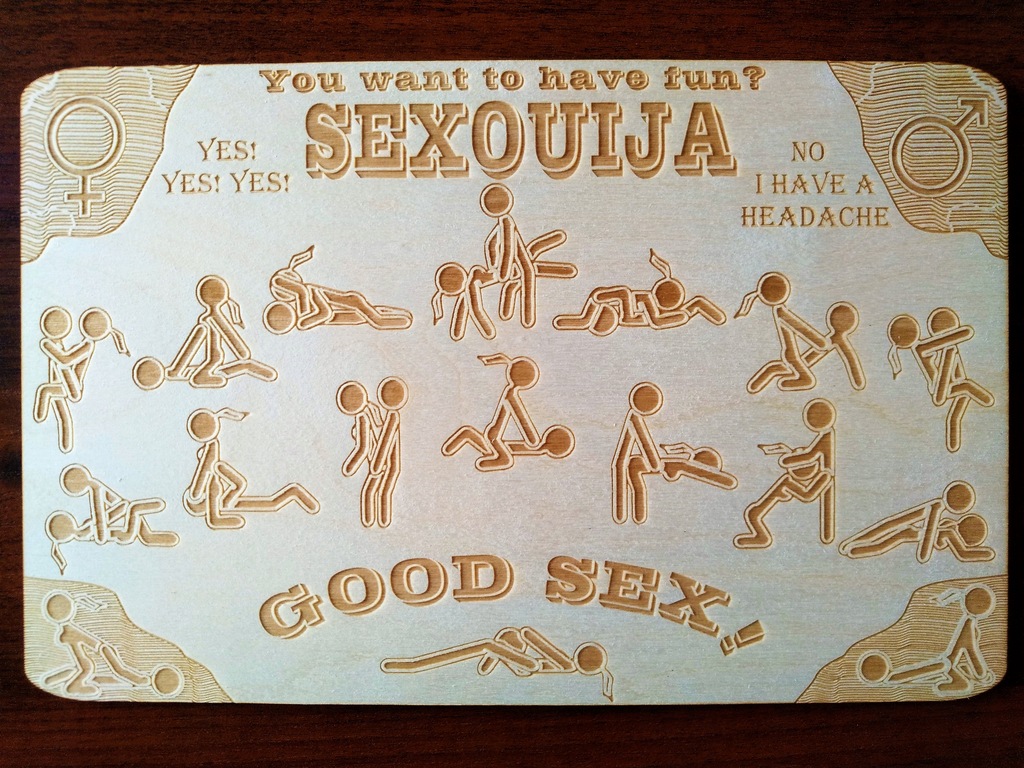 You want to have fun?
SEXOUIJA
YES!
YES! YES!
NO
I HAVE A
HEADACHE
GOOD SEX!